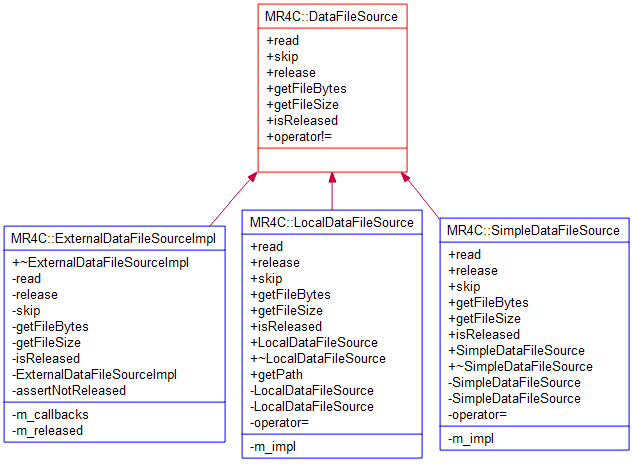 MR4C::DataFileSource
+read
+skip
+release
+getFileBytes
+getFileSize
+isReleased
+operator!=
MR4C::ExternalDataFileSourceImpl
+~ExternalDataFileSourceImpl
-read
-release
-skip
-getFileBytes
-getFileSize
-isReleased
-ExternalDataFileSourceImpl
-assertNotReleased
-m_callbacks
-m_released
MR4C::LocalDataFileSource
+read
+release
+skip
+getFileBytes
+getFileSize
+isReleased
+LocalDataFileSource
+~LocalDataFileSource
+getPath
-LocalDataFileSource
-LocalDataFileSource
-operator=
-m_impl
MR4C::SimpleDataFileSource
+read
+release
+skip
+getFileBytes
+getFileSize
+isReleased
+SimpleDataFileSource
+~SimpleDataFileSource
-SimpleDataFileSource
-SimpleDataFileSource
-operator=
-m_impl